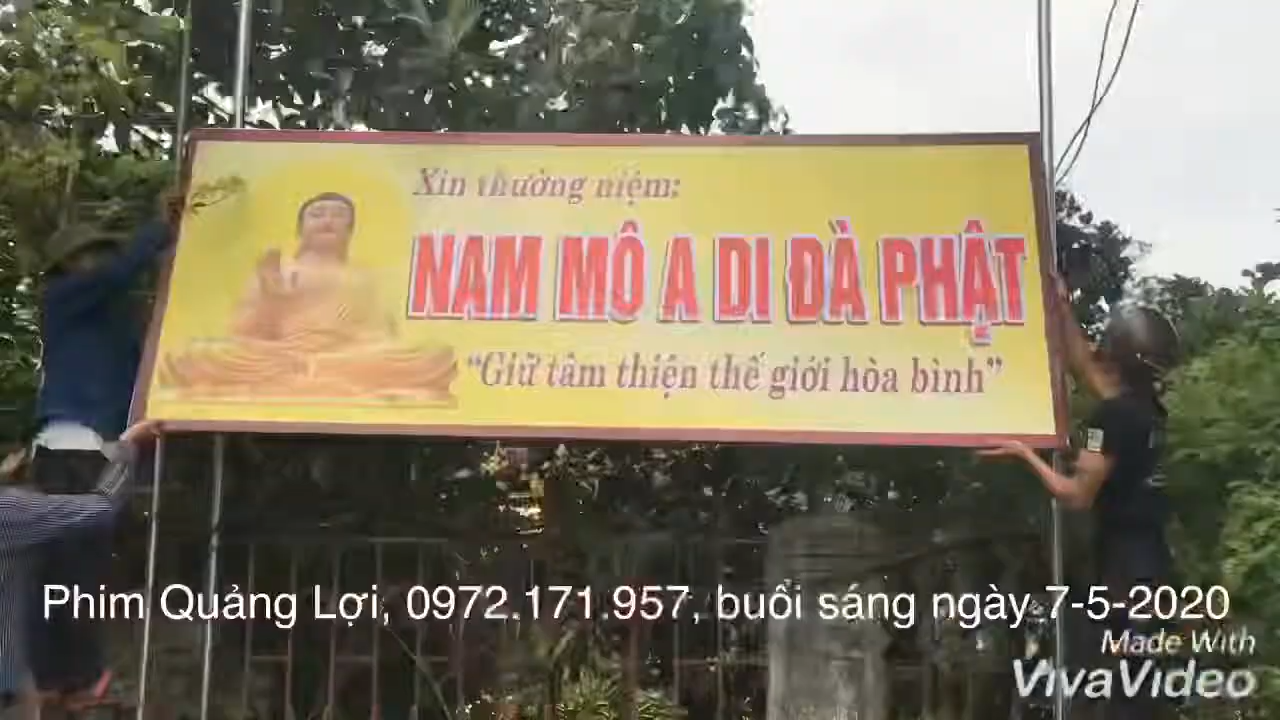 Xin thường niệm:
NAM MÔ A DI ĐÀ PHẬT
“Giữ tâm thiện thế giới hòa bình”
Phim Quảng Lợi, 0972.171.957, buổi sáng ngày 7-5-2020
Made With
VivaVideo